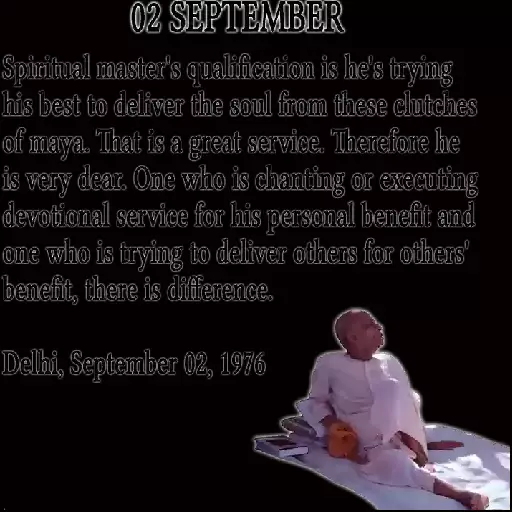 02 SEPTEMBER
Spiritual master's qualification is he's trying
his best to deliver the soul from these clutches
of maya. That is a great service. Therefore he
is very dear. One who is chanting or executing
devotional service for his personal benefit and
one who is trying to deliver others for others'
benefit, there is difference.
Delhi, September 02, 1976